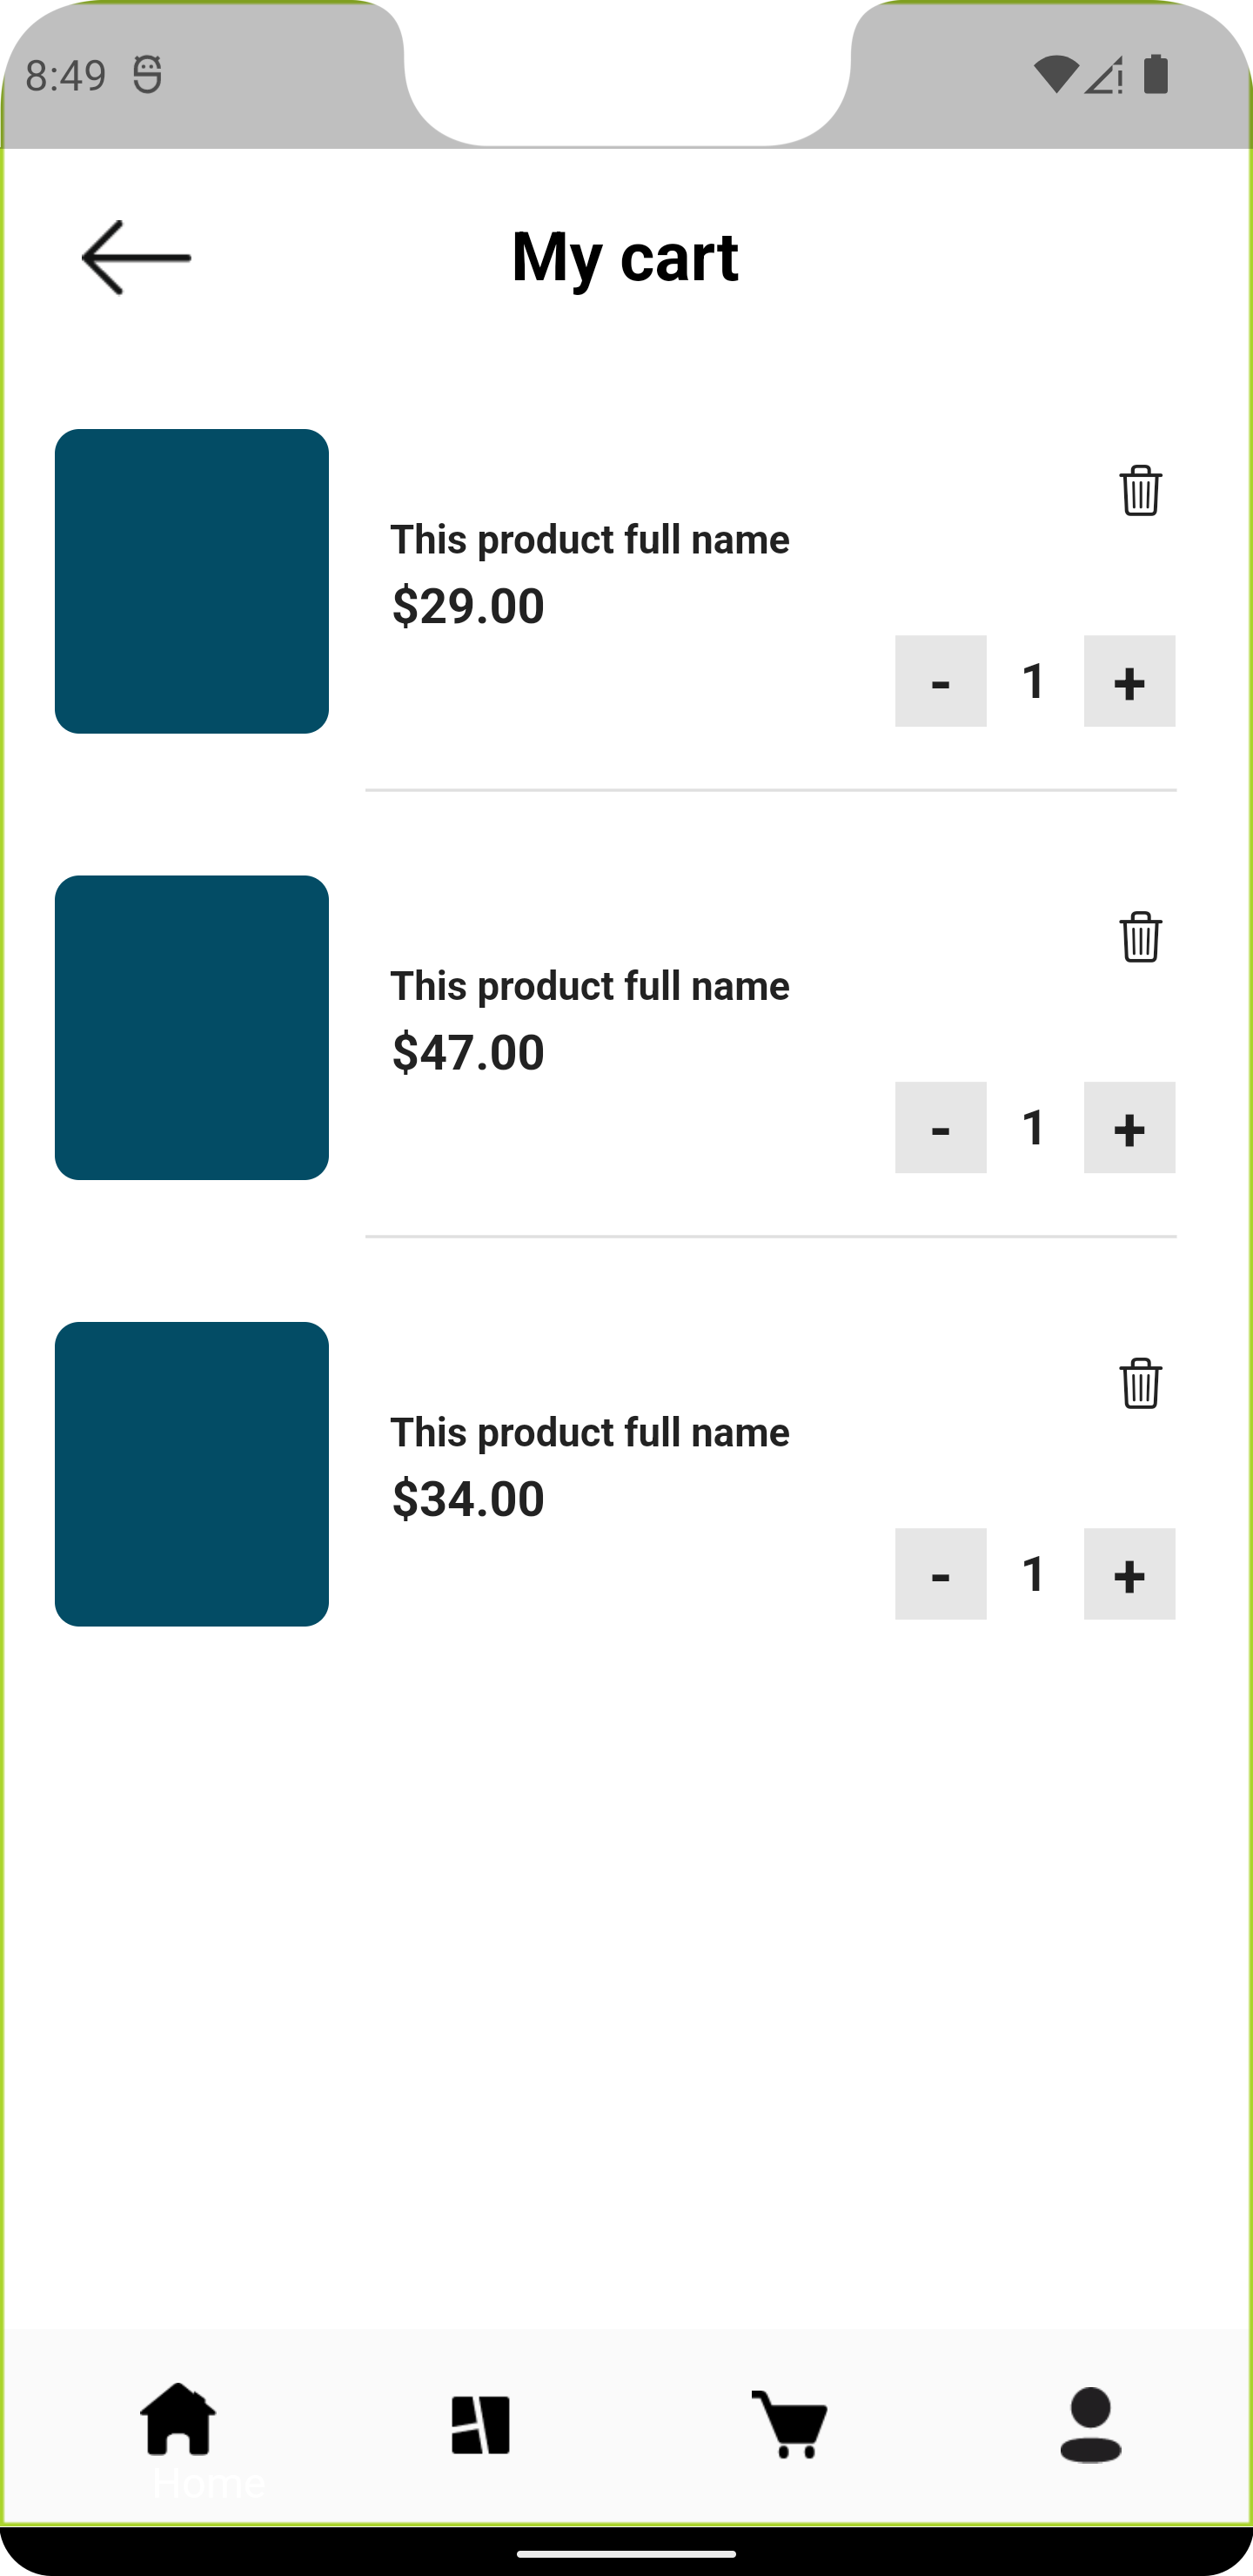 8:49
My cart
This product full name
$29.00
- 1 +
This product full name
$47.00
- 1 +
This product full name
$34.00
- 1 +
Home